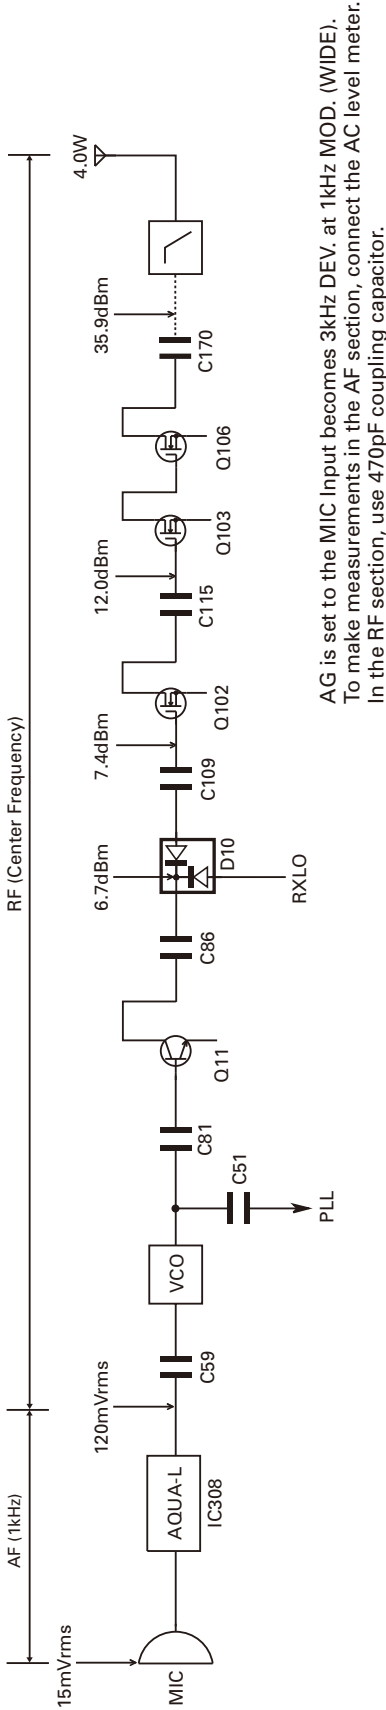 AF (1kHz)
RF (Center Frequency)
15mVrms
120mVrms
6.7dBm
7.4dBm
12.0dBm
35.9dBm
4.0W
MIC
AQUA-L
IC308
C59
VCO
C51
PLL
C81
Q11
C86
D10
RXLO
C109
Q102
C115
Q103
Q106
C170
AG is set to the MIC Input becomes 3kHz DEV. at 1kHz MOD. (WIDE).
To make measurements in the AF section, connect the AC level meter.
In the RF section, use 470pF coupling capacitor.